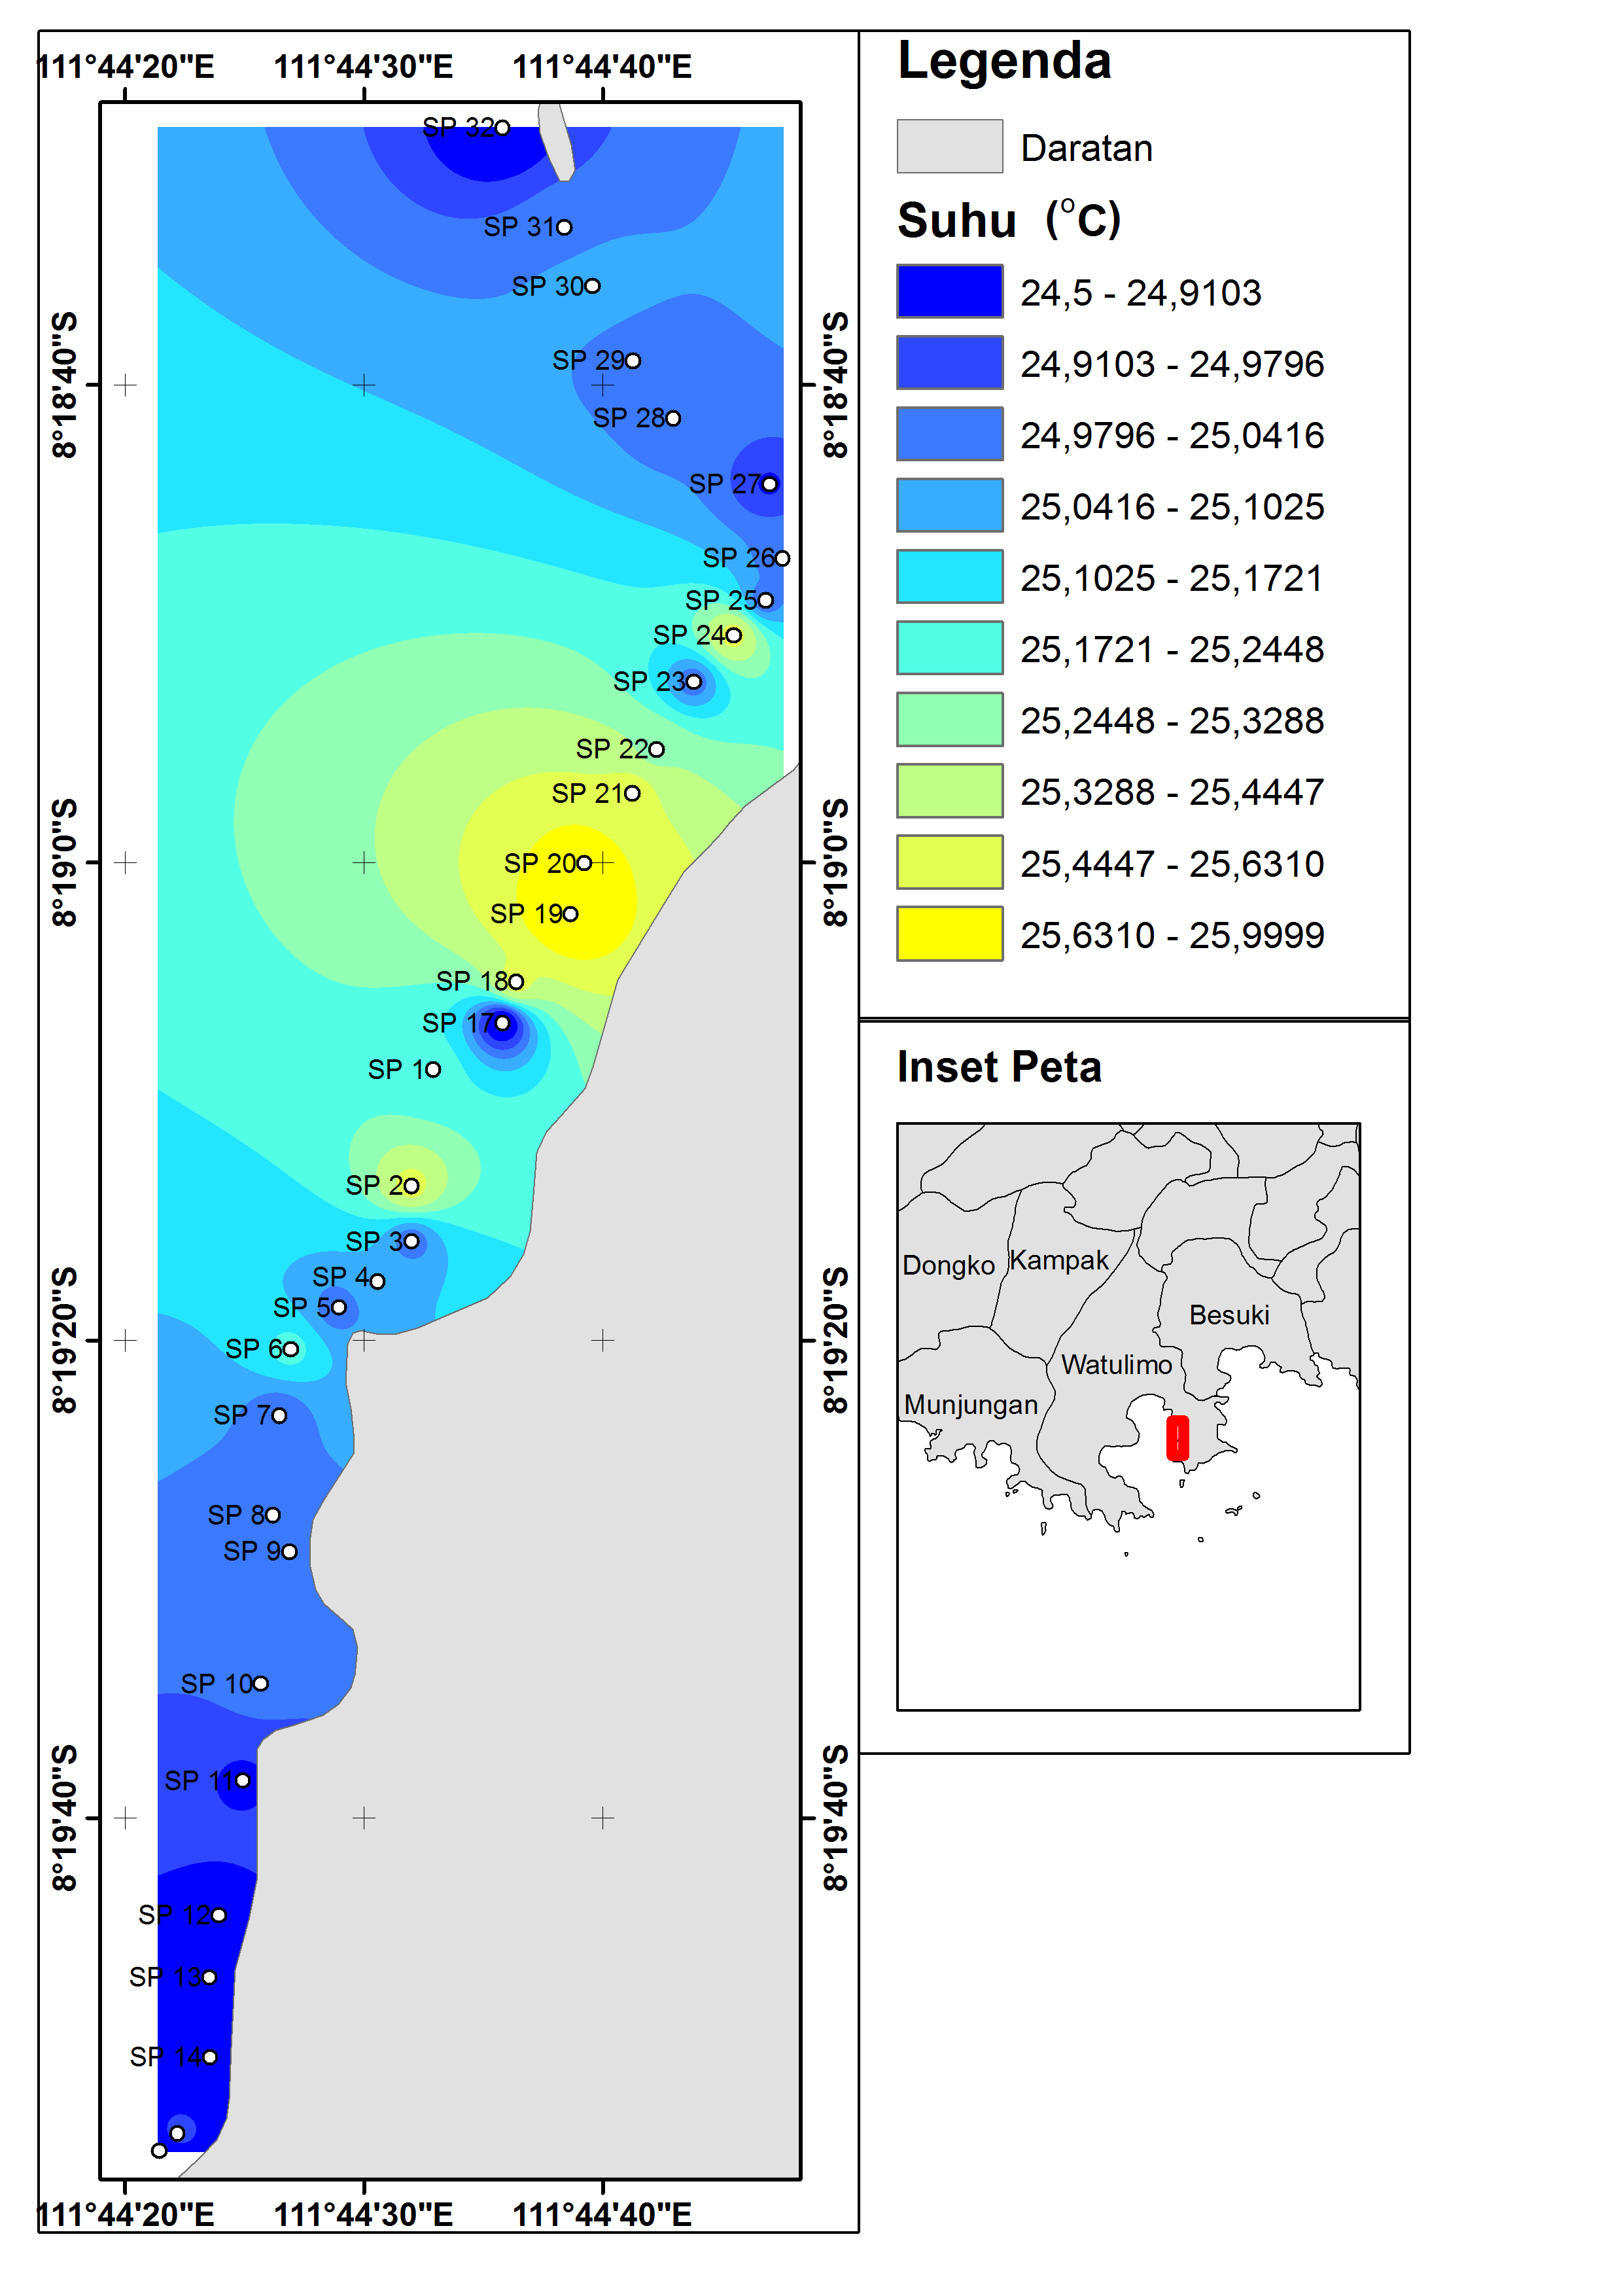 111°44'20"E 111°44'30"E 111°44'40"E
SP 32
SP 31
SP 30
8°18'40"S 8°18'40"S
SP 29
SP 28
SP 27
SP 26
SP 25
SP 24
SP 23
SP 22
SP 21
8°19'0"S 8°19'0"S
SP 20
SP 19
SP 18
SP 17
SP 1
SP 2
SP 3
SP 4
SP 5
8°19'20"S 8°19'20"S
SP 6
SP 7
SP 8
SP 9
SP 10
SP 11
8°19'40"S 8°19'40"S
SP 12
SP 13
SP 14
111°44'20"E 111°44'30"E 111°44'40"E
Legenda
Daratan
Suhu (°C)
24,5 - 24,9103
24,9103 - 24,9796
24,9796 - 25,0416
25,0416 - 25,1025
25,1025 - 25,1721
25,1721 - 25,2448
25,2448 - 25,3288
25,3288 - 25,4447
25,4447 - 25,6310
25,6310 - 25,9999
Inset Peta
Dongko Kampak
Besuki
Watulimo
Munjungan